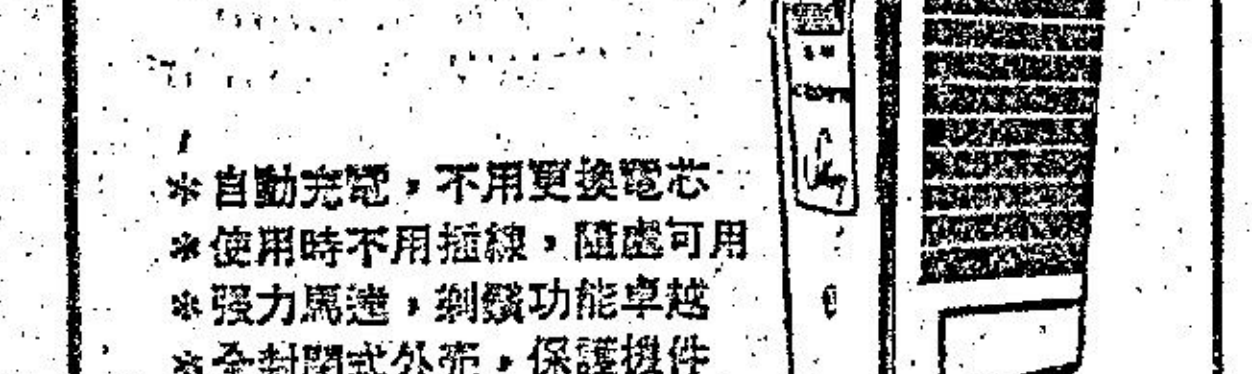 *自動充電，不用更換電芯
*使用時不用插線，隨處可用
*强力馬達，剃鬚功能卓越
*全封閉式外壳，保護機件